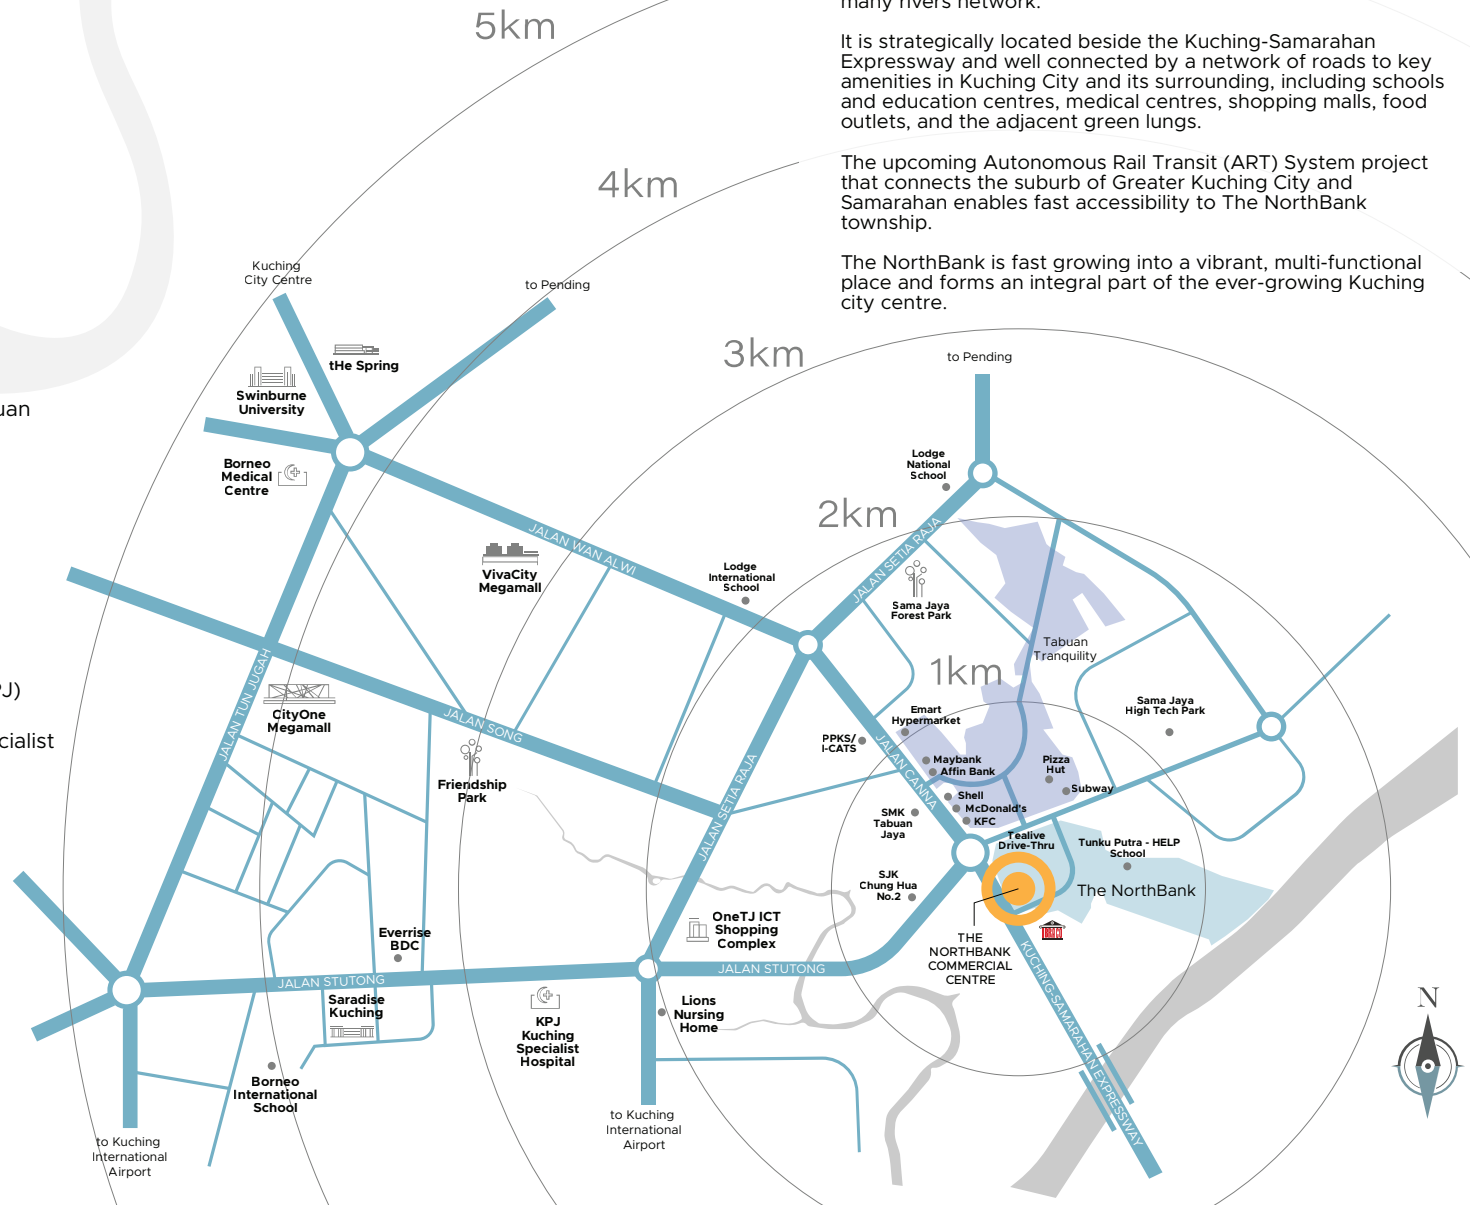 many rivers network.
It is strategically located beside the Kuching-Samarahan
Expressway and well connected by a network of roads to key
amenities in Kuching City and its surrounding, including schools
and education centres, medical centres, shopping malls, food
outlets, and the adjacent green lungs.
The upcoming Autonomous Rail Transit (ART) System project
that connects the suburb of Greater Kuching City and
Samarahan enables fast accessibility to The NorthBank
township.
The NorthBank is fast growing into a vibrant, multi-functional
place and forms an integral part of the ever-growing Kuching
city centre.
5km
4km
3km
2km
1km
Kuching
City Centre
to Pending
to Pending
tHe Spring
Swinburne
University
uan
Borneo
Medical
Centre
Lodge
National
School
JALAN WAN ALWI
JALAN SETIA RAJA
VivaCity
Megamall
Lodge
International
School
Sama Jaya
Forest Park
Tabuan
Tranquility
PJ)
cialist
JALAN TUN JUGAH
CityOne
Megamall
JALAN SONG
Friendship
Park
Sama Jaya
High Tech Park
Emart
Hypermarket
PPKS/
I-CATS
JALAN CANNA
Maybank
Affin Bank
Pizza
Hut
Subway
Shell
McDonald's
KFC
SMK
Tabuan
Jaya
Tealive
Drive-Thru
Tunku Putra - HELP
School
JALAN SETIA RAJA
SJK
Chung Hua
No.2
The NorthBank
OneTJ ICT
Shopping
Complex
Everrise
BDC
THE
NORTHBANK
COMMERCIAL
CENTRE
JALAN STUTONG
JALAN STUTONG
Saradise
Kuching
KPJ
Kuching
Specialist
Hospital
Lions
Nursing
Home
KUCHING-SAMARAHAN EXPRESSWAY
N
Borneo
International
School
to Kuching
International
Airport
to Kuching
International
Airport